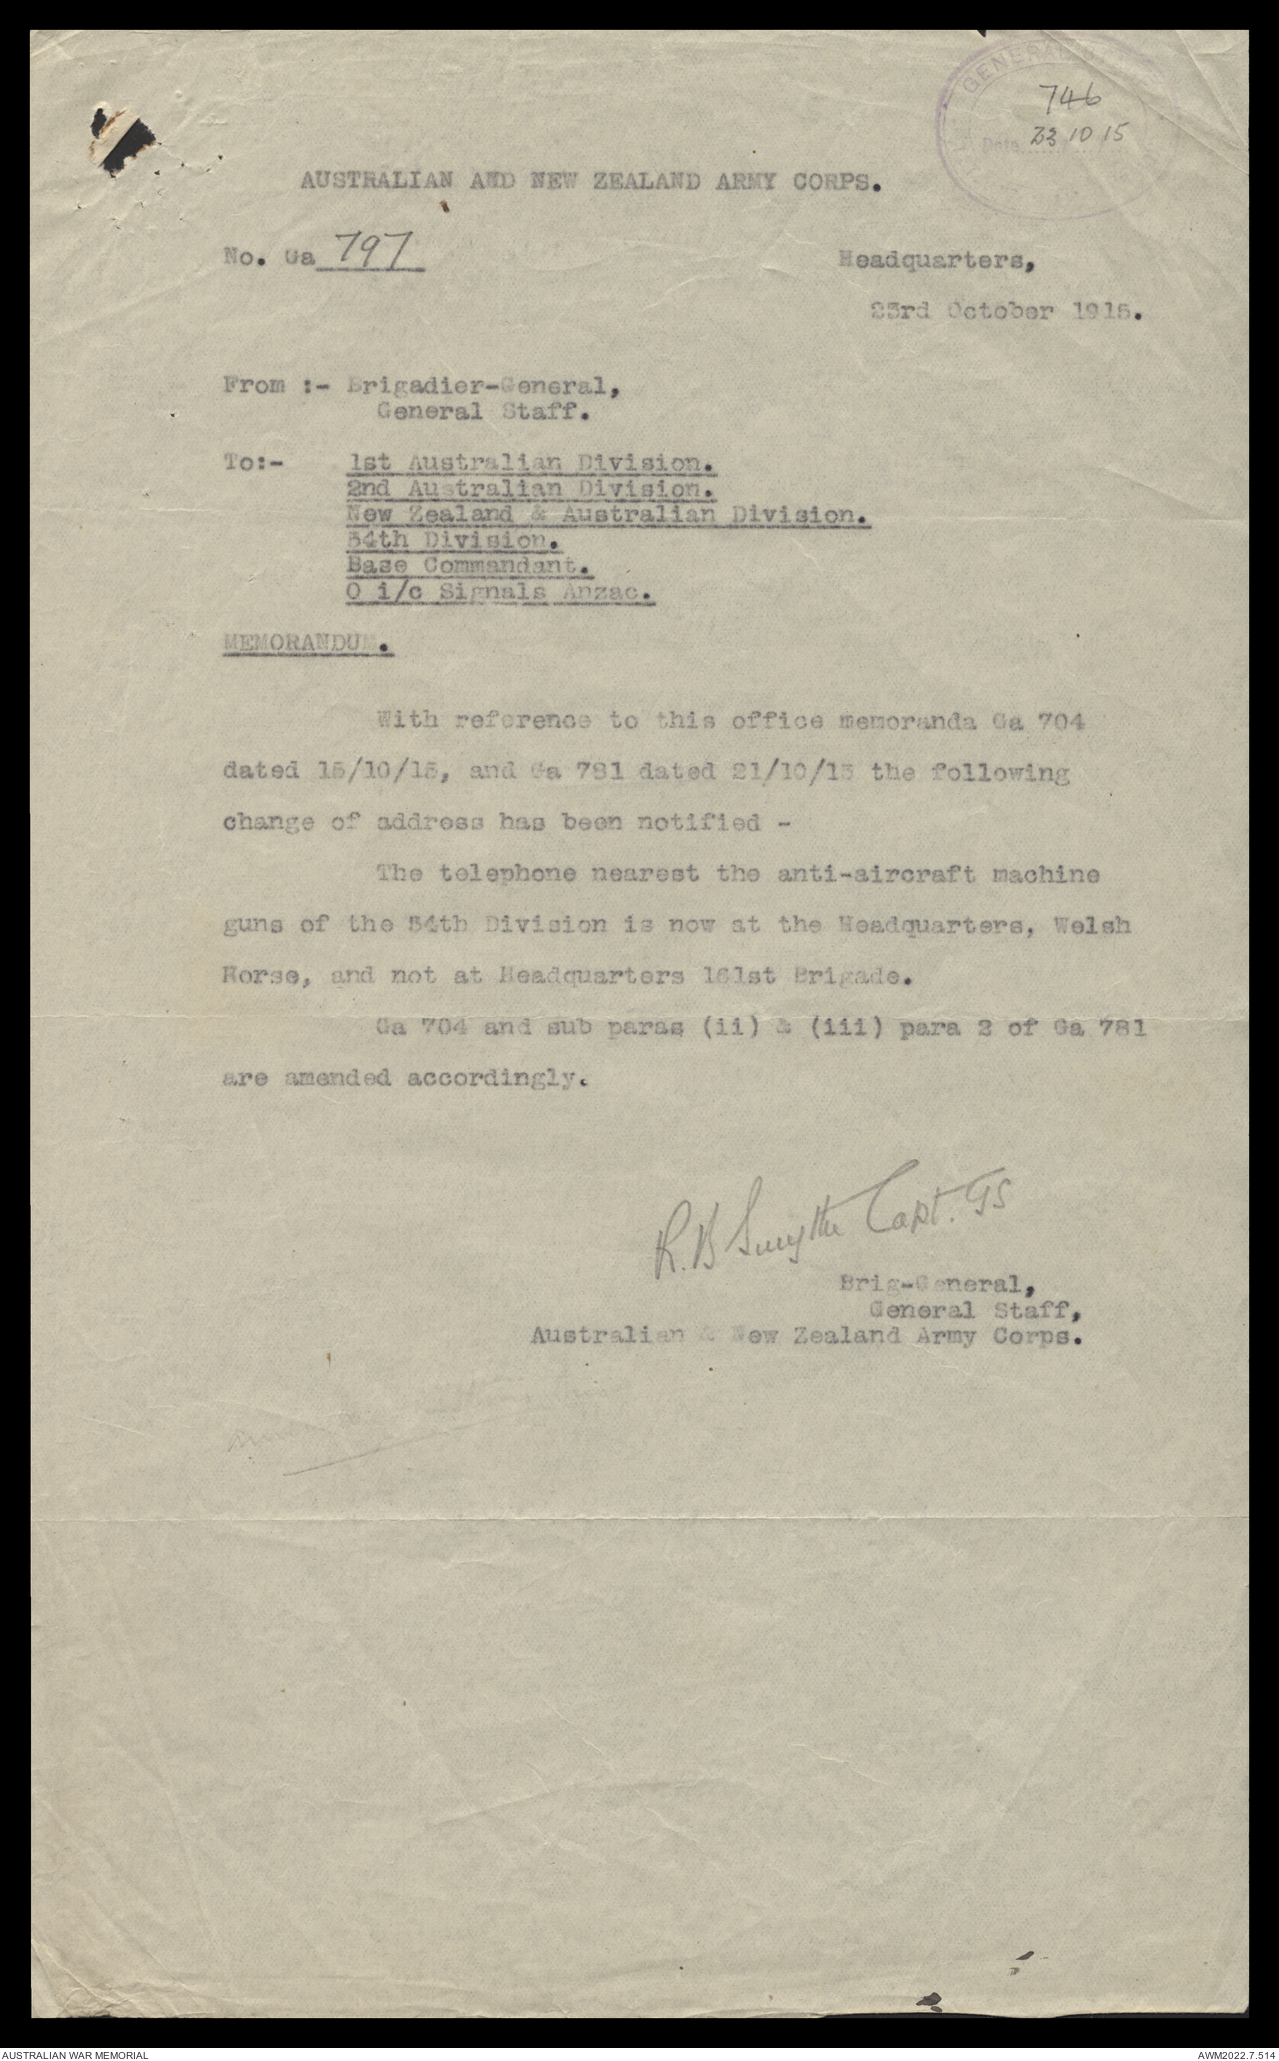 GENERAL
746
Date 23 10 15
AUSTRALIAN AND NEW ZEALAND ARMY CORPS.
No. Ga 797
Headquarters,
23rd October 1915.
From :- Brigadier-General,
General Staff.
To:- 1st Australian Division.
2nd Australian Division.
New Zealand & Australian Division.
54th Division.
Base Commandant.
O i/c Signals Anzac.
MEMORANDUM.
With reference to this office memoranda Ga 704
dated 15/10/15, and Ga 781 dated 21/10/15 the following
change of address has been notified -
The telephone nearest the anti-aircraft machine
guns of the 54th Division is now at the Headquarters, Welsh
Horse, and not at Headquarters 161st Brigade.
Ga 704 and sub paras (ii) & (iii) para 2 of Ga 781
are amended accordingly.
R.B Smythe Capt. GS
Brig-General,
General Staff,
Australian & New Zealand Army Corps.
AUSTRALIAN WAR MEMORIAL
AWM2022.7.514